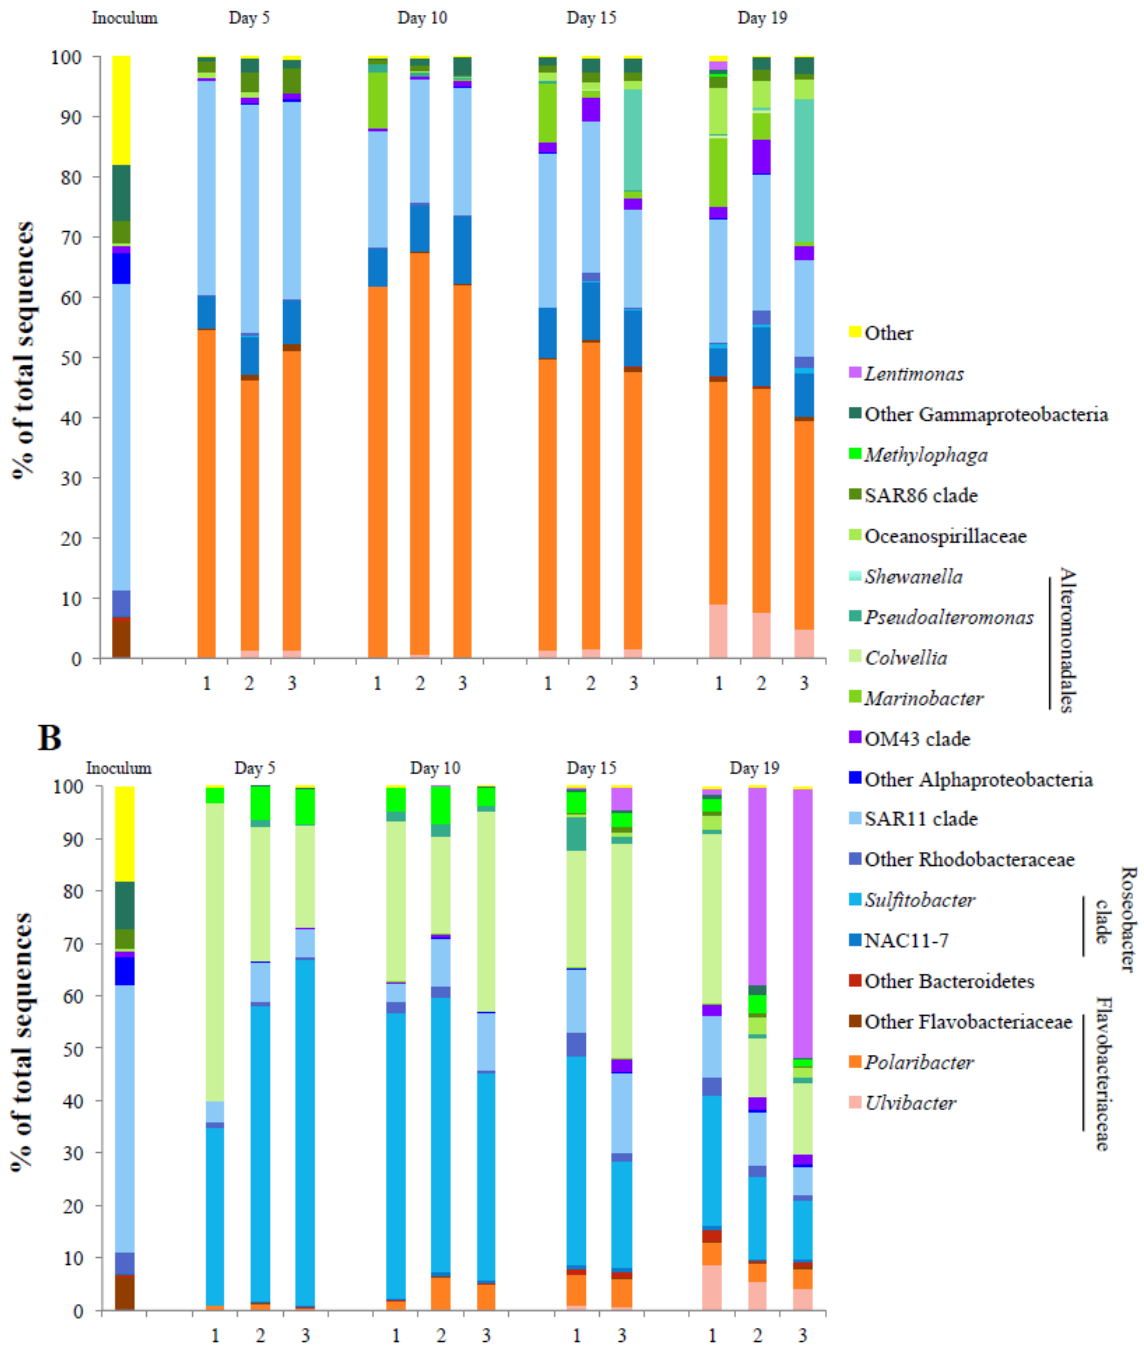 Inoculum Day 5 Day 10 Day 15 Day 19
100
90
80
70
60
50
40
30
20
10
0
% of total sequences
1 2 3 1 2 3 1 2 3 1 2 3
Other
Lentimonas
Other Gammaproteobacteria
Methylophaga
SAR86 clade
Oceanospirillaceae
Shewanella
Pseudoalteromonas
Colwellia
Marinobacter
Alteromonadales
OM43 clade
Other Alphaproteobacteria
SAR11 clade
Other Rhodobacteraceae
Sulfitobacter
NAC11-7
Roseobacter
clade
Other Bacteroidetes
Other Flavobacteriaceae
Polaribacter
Ulvibacter
Flavobacteriaceae
B
Inoculum Day 5 Day 10 Day 15 Day 19
100
90
80
70
60
50
40
30
20
10
0
% of total sequences
1 2 3 1 2 3 1 3 1 2 3